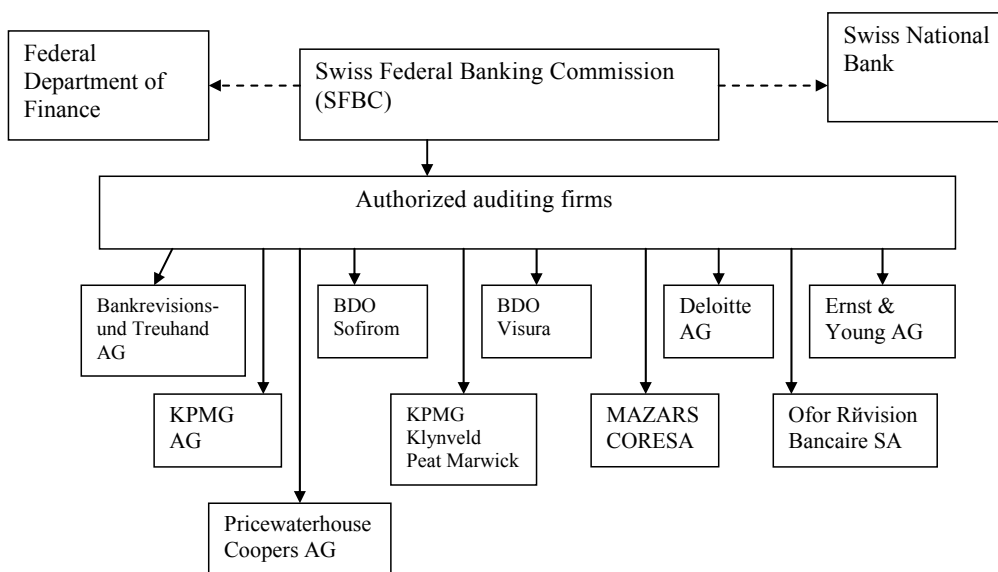 Federal
Department of
Finance
Swiss Federal Banking Commission
(SFBC)
Swiss National
Bank
Authorized auditing firms
Bankrevisions-
und Treuhand
AG
BDO
Sofirom
BDO
Visura
Deloitte
AG
Ernst &
Young AG
KPMG
AG
KPMG
Klynveld
Peat Marwick
MAZARS
CORESA
Ofor Rйvision
Bancaire SA
Pricewaterhouse
Coopers AG